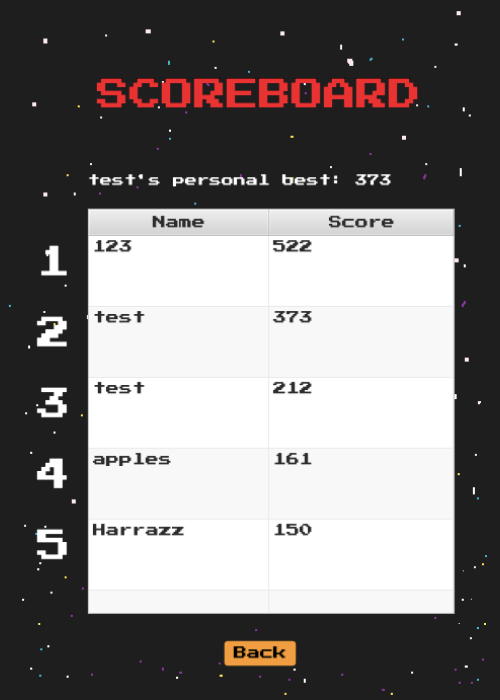 SCOREBOARD
test's personal best: 373
Name Score
1 123 522
2 test 373
3 test 212
4 apples 161
5 Harrazz 150
Back